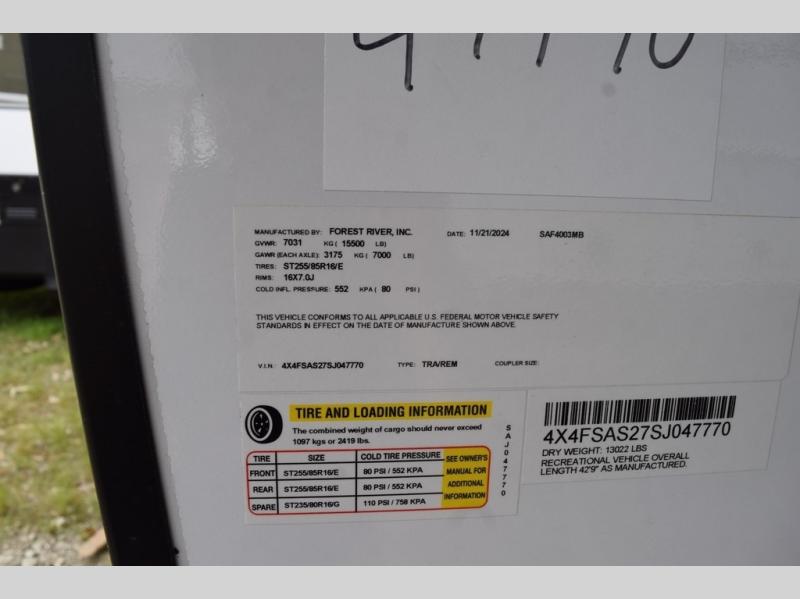 MANUFACTURED BY: FOREST RIVER, INC. DATE: 11/21/2024 SAF4003MB
GVWR: 7031 KG ( 15500 LB)
GAWR (EACH AXLE): 3175 KG ( 7000 LB)
TIRES: ST255/85R16/E
RIMS: 16X7.0J
COLD INFL. PRESSURE: 552 KPA ( 80 PSI )
THIS VEHICLE CONFORMS TO ALL APPLICABLE U.S. FEDERAL MOTOR VEHICLE SAFETY
STANDARDS IN EFFECT ON THE DATE OF MANUFACTURE SHOWN ABOVE.
V.I.N.: 4X4FSAS27SJ047770 TYPE: TRA/REM COUPLER SIZE:
TIRE AND LOADING INFORMATION
The combined weight of cargo should never exceed
1097 kgs or 2419 lbs.
TIRE SIZE COLD TIRE PRESSURE
FRONT ST255/85R16/E 80 PSI / 552 KPA
REAR ST255/85R16/E 80 PSI / 552 KPA
SPARE ST235/80R16/G 110 PSI / 758 KPA
SEE OWNER'S
MANUAL FOR
ADDITIONAL
INFORMATION
SAJ047770
4X4FSAS27SJ047770
DRY WEIGHT: 13022 LBS
RECREATIONAL VEHICLE OVERALL
LENGTH 42'9" AS MANUFACTURED.